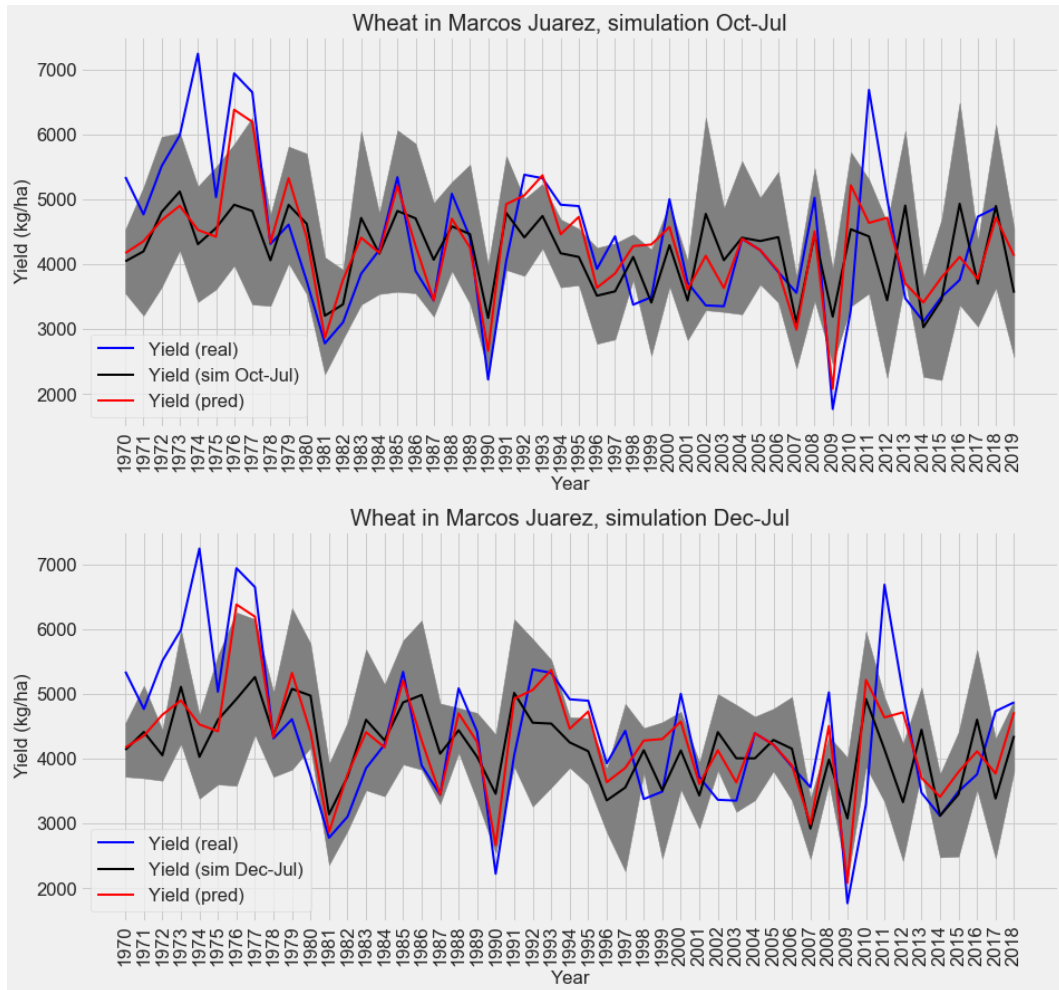 Wheat in Marcos Juarez, simulation Oct-Jul
Yield (kg/ha)
7000
6000
5000
4000
3000
2000
Yield (real)
Yield (sim Oct-Jul)
Yield (pred)
1970 1971 1972 1973 1974 1975 1976 1977 1978 1979 1980 1981 1982 1983 1984 1985 1986 1987 1988 1989 1990 1991 1992 1993 1994 1995 1996 1997 1998 1999 2000 2001 2002 2003 2004 2005 2006 2007 2008 2009 2010 2011 2012 2013 2014 2015 2016 2017 2018 2019
Year
Wheat in Marcos Juarez, simulation Dec-Jul
Yield (kg/ha)
7000
6000
5000
4000
3000
2000
Yield (real)
Yield (sim Dec-Jul)
Yield (pred)
1970 1971 1972 1973 1974 1975 1976 1977 1978 1979 1980 1981 1982 1983 1984 1985 1986 1987 1988 1989 1990 1991 1992 1993 1994 1995 1996 1997 1998 1999 2000 2001 2002 2003 2004 2005 2006 2007 2008 2009 2010 2011 2012 2013 2014 2015 2016 2017 2018
Year